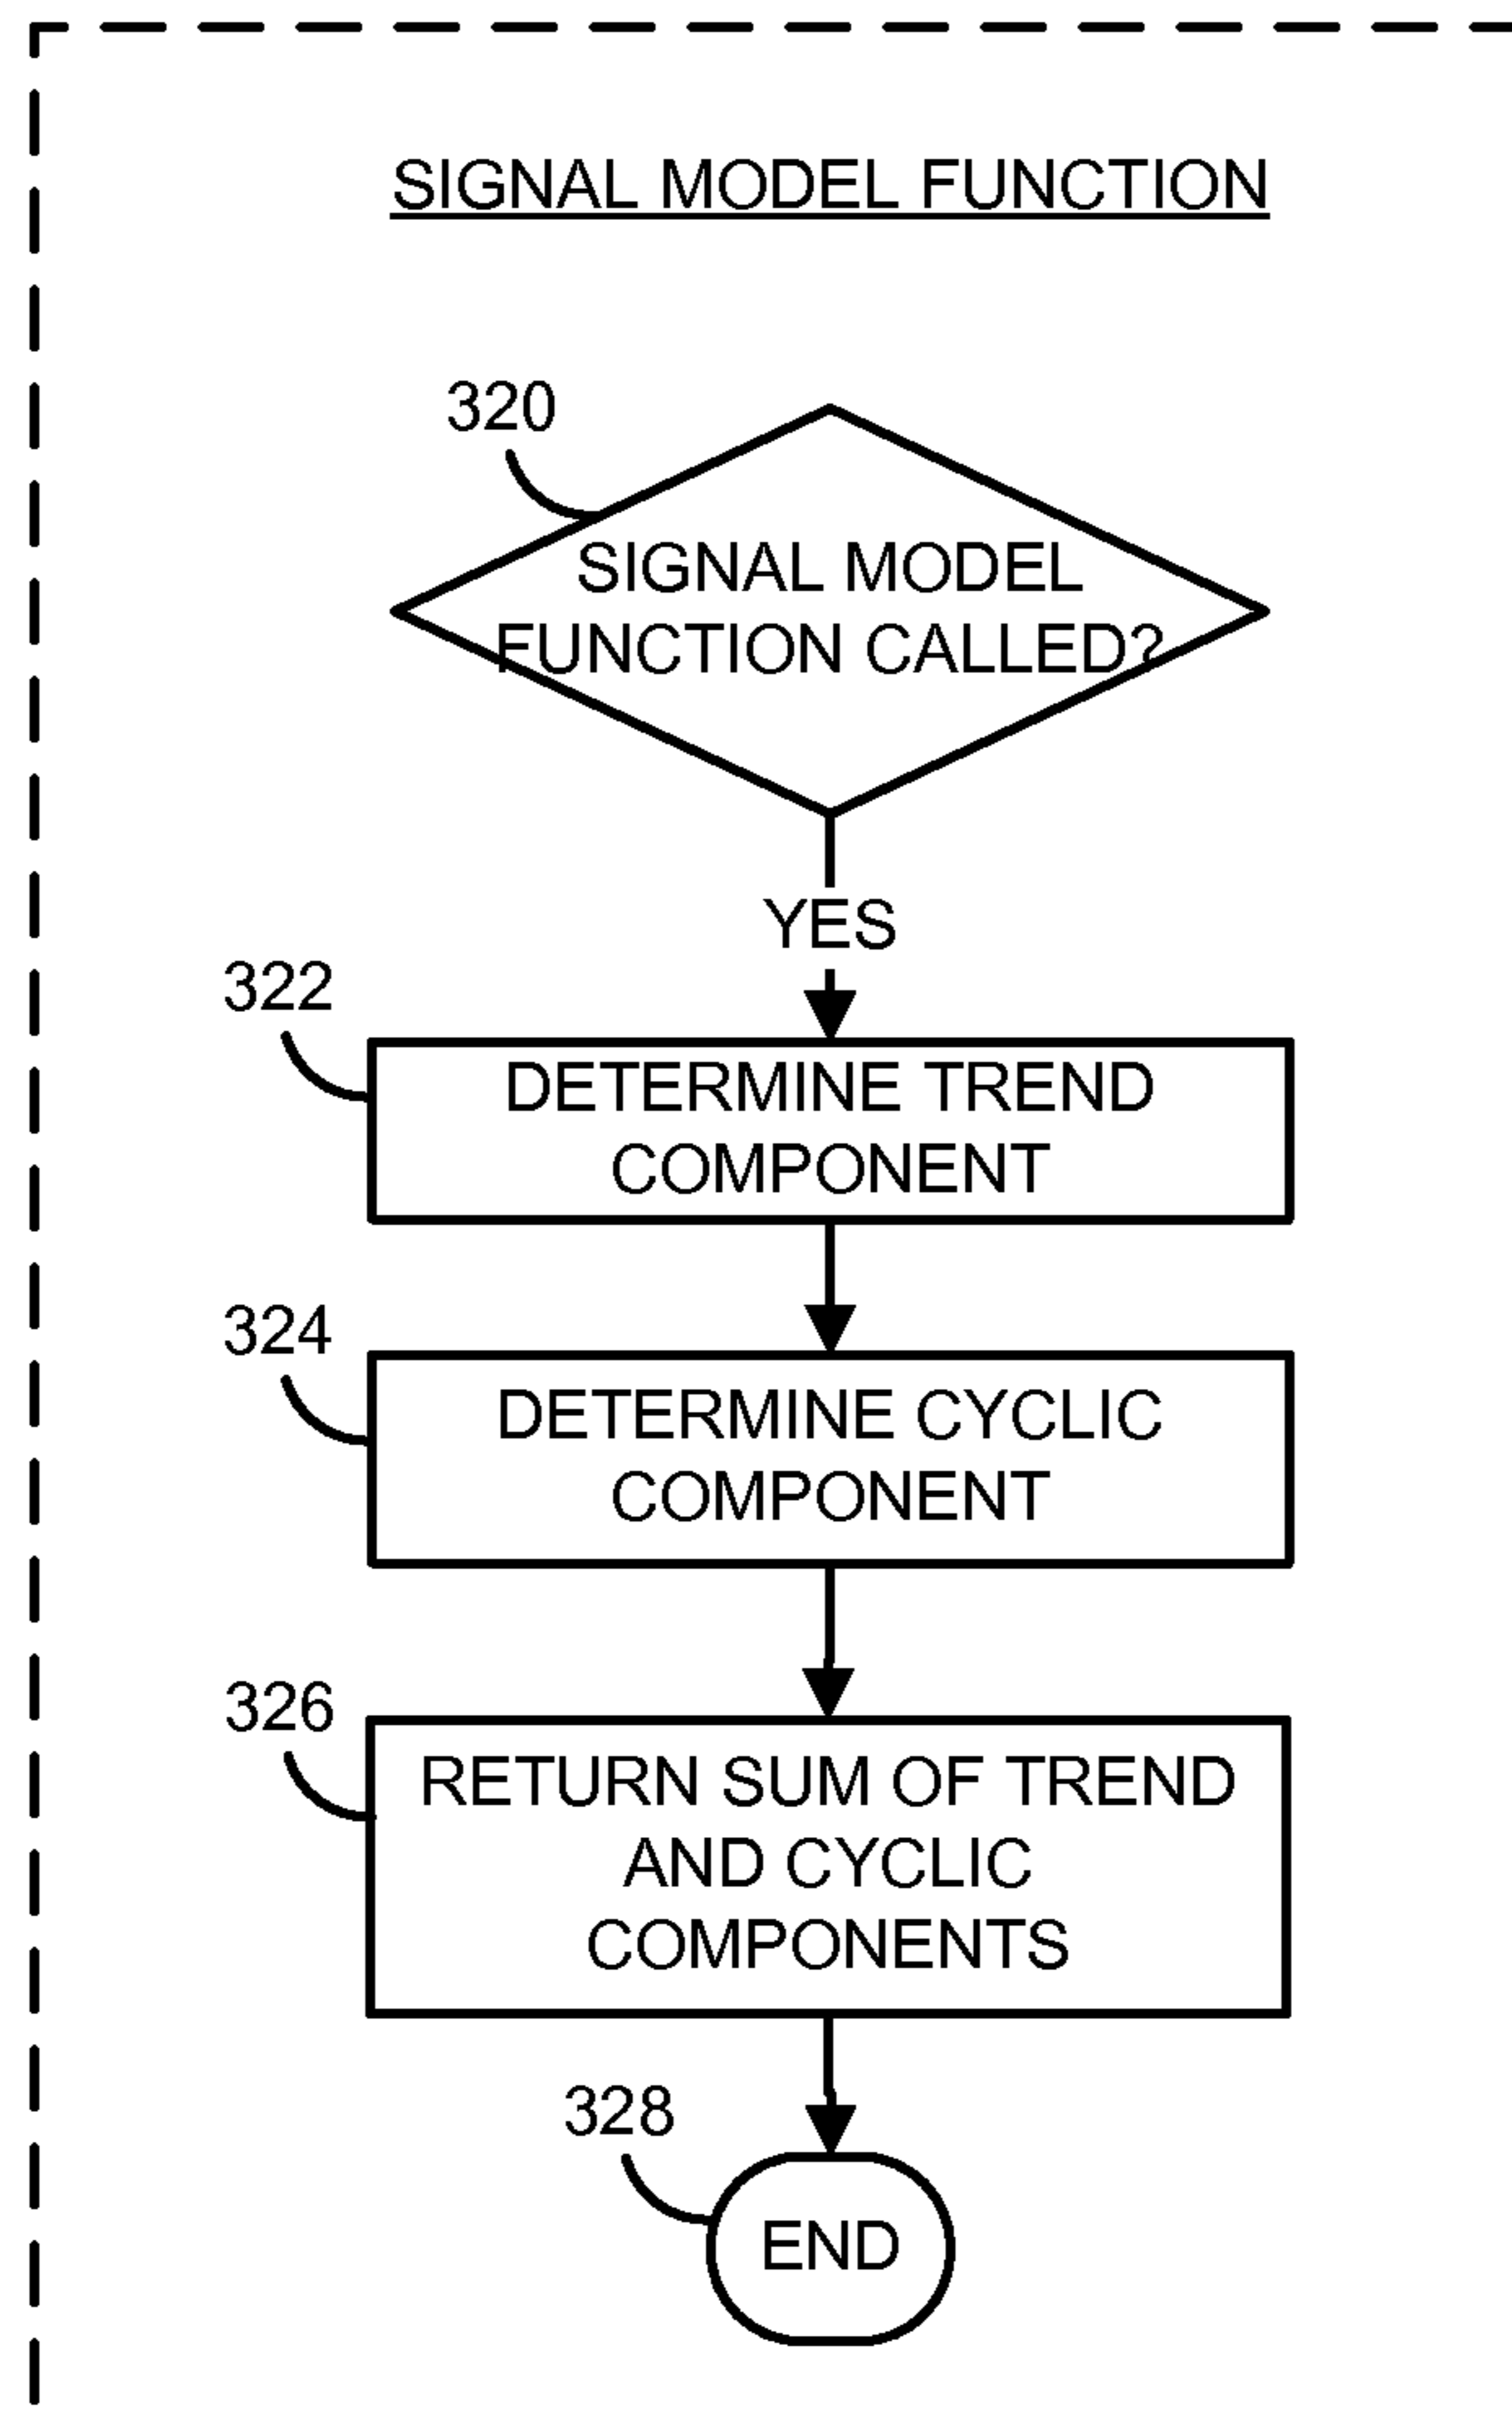 SIGNAL MODEL FUNCTION
320
SIGNAL MODEL
FUNCTION CALLED?
YES
322
DETERMINE TREND
COMPONENT
324
DETERMINE CYCLIC
COMPONENT
326
RETURN SUM OF TREND
AND CYCLIC
COMPONENTS
328
END